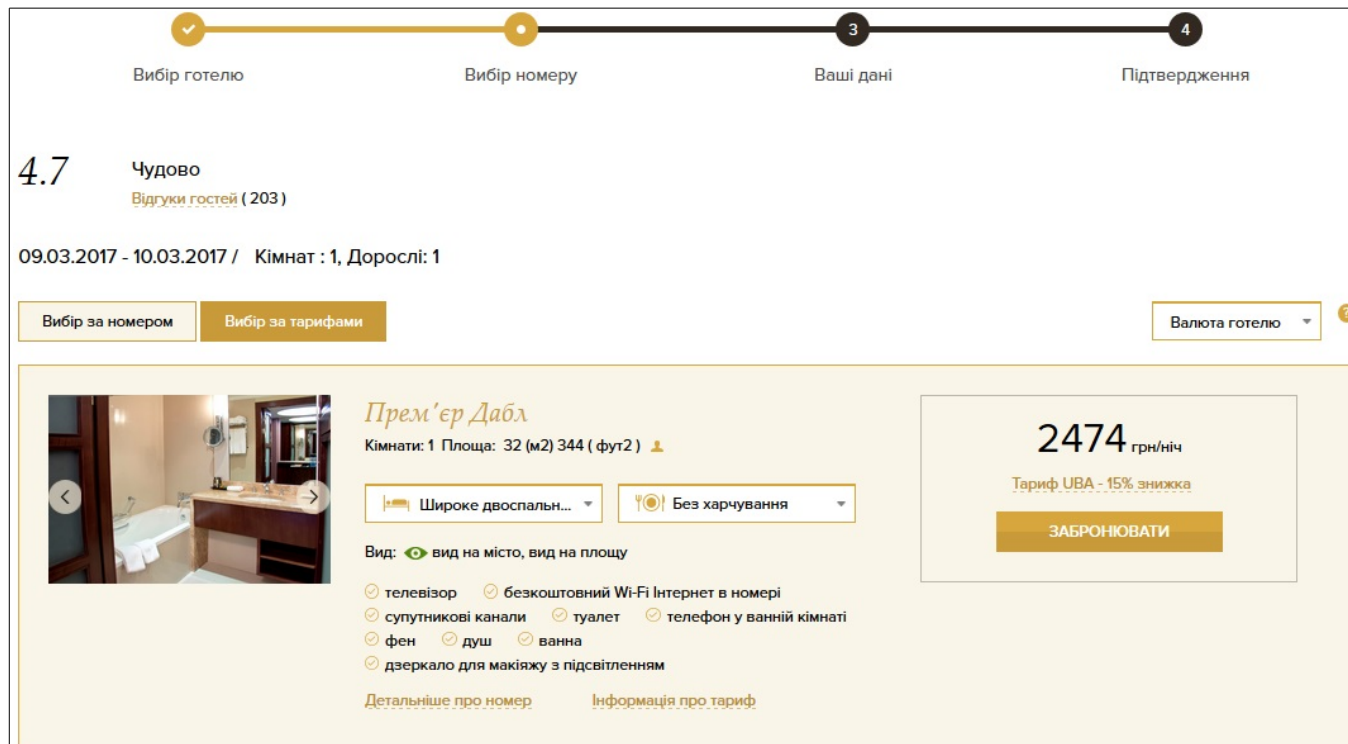 3 4
Вибір готелю Вибір номеру Ваші дані Підтвердження
4.7 Чудово
Відгуки гостей ( 203 )
09.03.2017 - 10.03.2017 / Кімнат : 1, Дорослі: 1
Вибір за номером Вибір за тарифами Валюта готелю ?
Прем'єр Дабл
Кімнати: 1 Площа: 32 (м2) 344 ( фут2 )
Широке двоспальн... Без харчування
Вид: вид на місто, вид на площу
телевізор безкоштовний Wi-Fi Інтернет в номері
супутникові канали туалет телефон у ванній кімнаті
фен душ ванна
дзеркало для макіяжу з підсвітленням
Детальніше про номер Інформація про тариф
2474 грн/ніч
Тариф UBA - 15% знижка
ЗАБРОНЮВАТИ